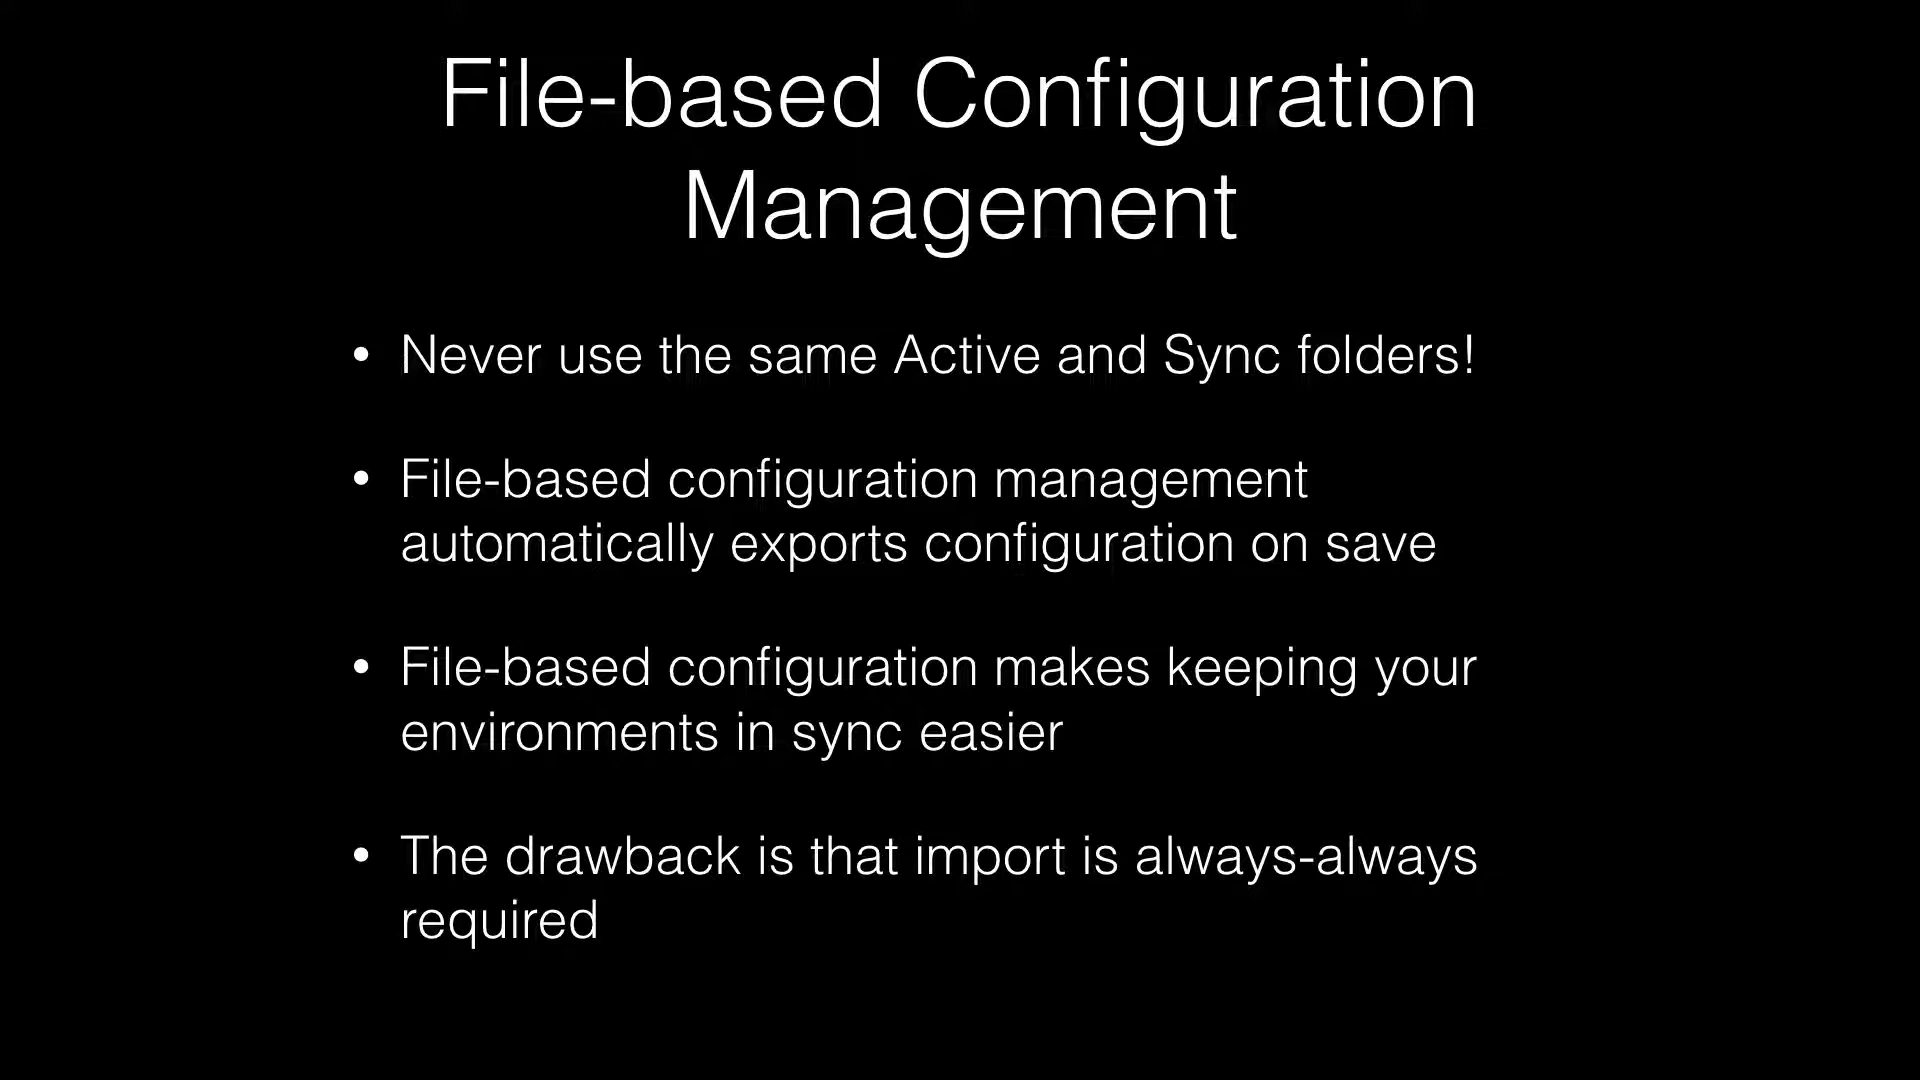 File-based Configuration
Management
• Never use the same Active and Sync folders!
• File-based configuration management
automatically exports configuration on save
• File-based configuration makes keeping your
environments in sync easier
• The drawback is that import is always-always
required